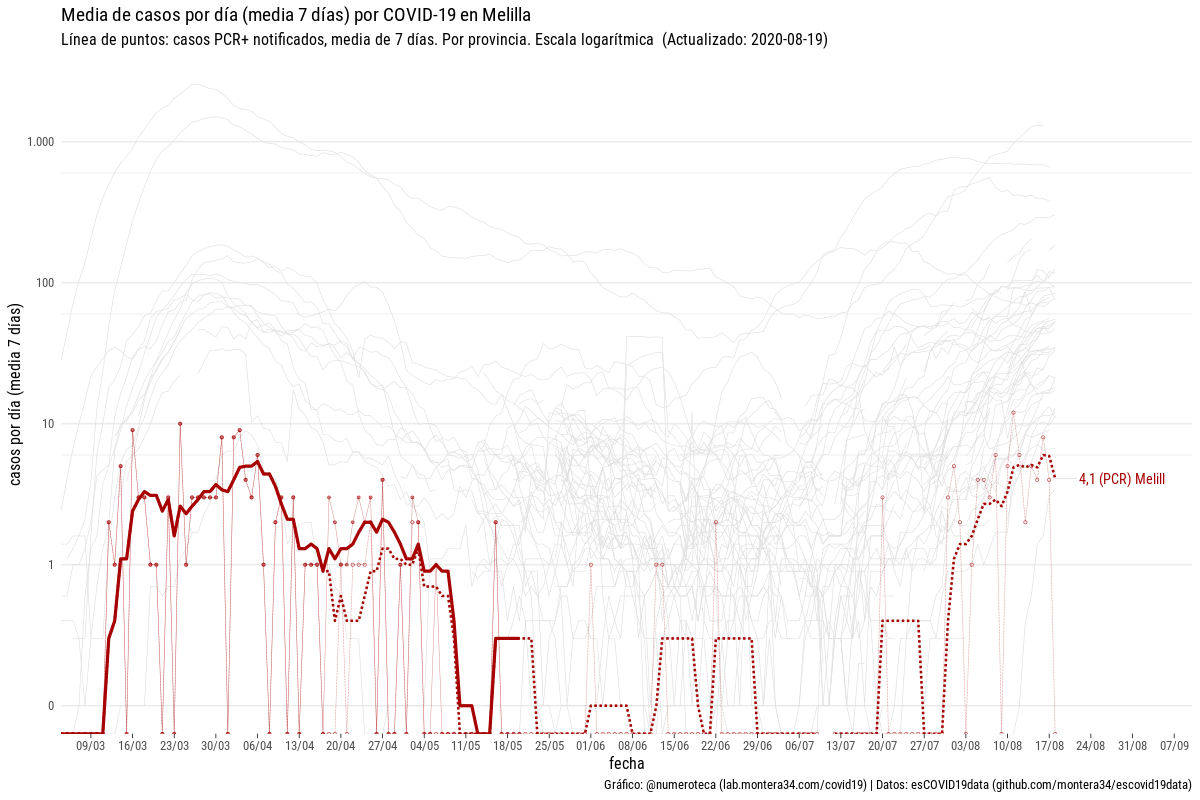 Media de casos por día (media 7 días) por COVID-19 en Melilla
Línea de puntos: casos PCR+ notificados, media de 7 días. Por provincia. Escala logarítmica (Actualizado: 2020-08-19)
casos por día (media 7 días)
1.000
100
10
1
0
4,1 (PCR) Melill
09/03 16/03 23/03 30/03 06/04 13/04 20/04 27/04 04/05 11/05 18/05 25/05 01/06 08/06 15/06 22/06 29/06 06/07 13/07 20/07 27/07 03/08 10/08 17/08 24/08 31/08 07/09
fecha
Gráfico: @numeroteca (lab.montera34.com/covid19) | Datos: esCOVID19data (github.com/montera34/escovid19data)